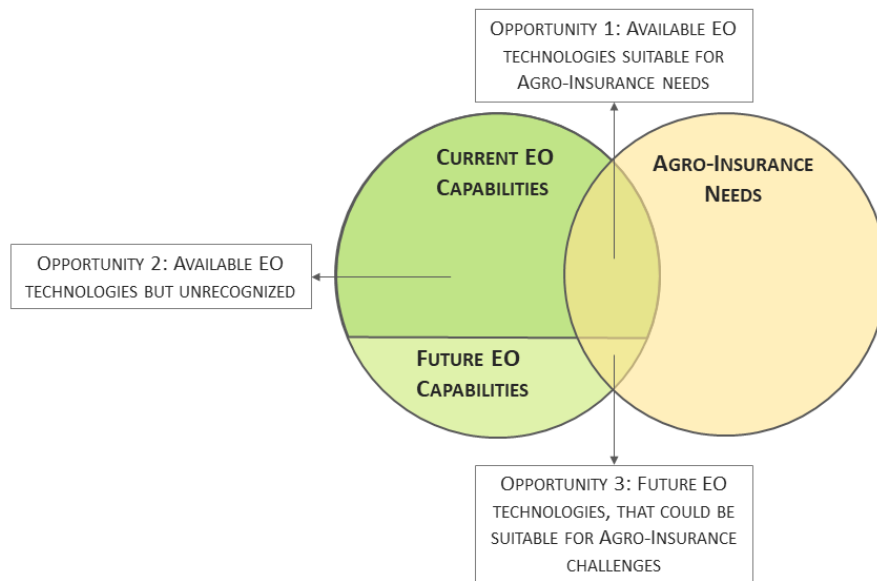 Opportunity 1: Available EO
technologies suitable for
Agro-Insurance needs
Current EO
Capabilities
Agro-Insurance
Needs
Opportunity 2: Available EO
technologies but unrecognized
Future EO
Capabilities
Opportunity 3: Future EO
technologies, that could be
suitable for Agro-Insurance
challenges